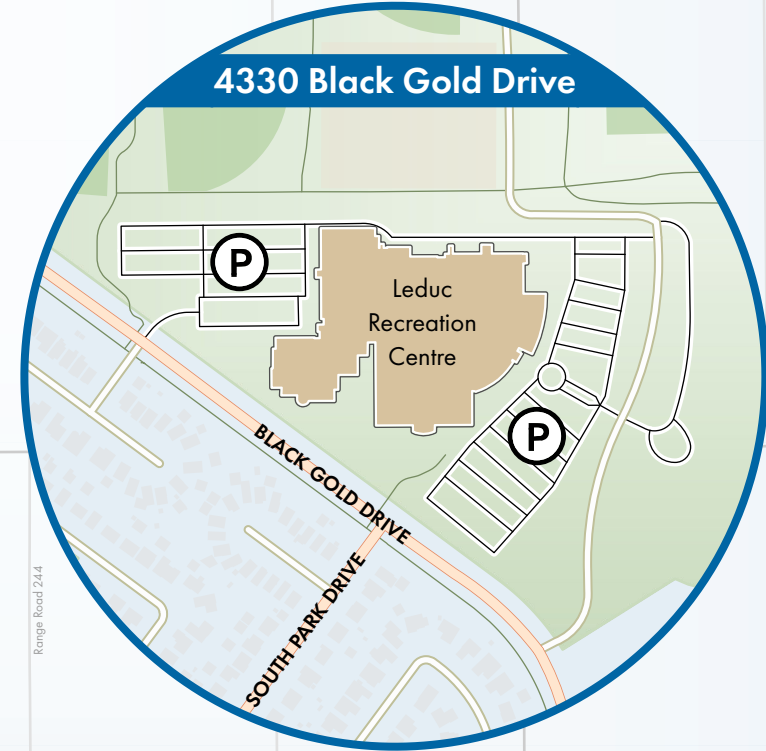 4330 Black Gold Drive
P
Leduc
Recreation
Centre
P
BLACK GOLD DRIVE
SOUTH PARK DRIVE
Range Road 244